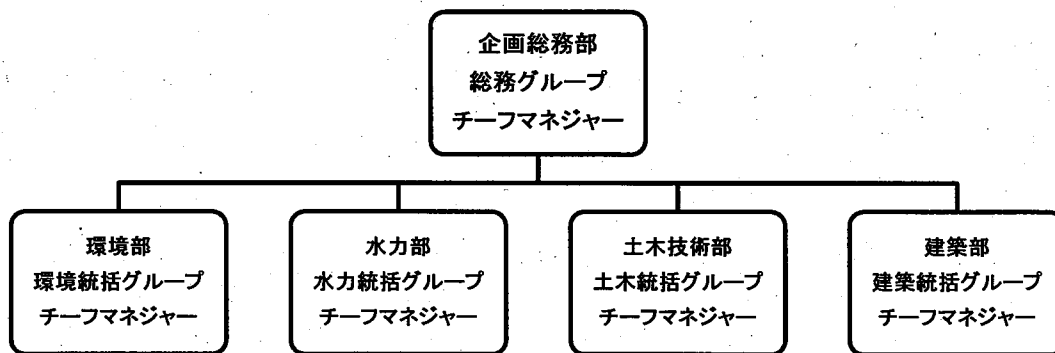 企画総務部
総務グループ
チーフマネジャー
環境部
環境統括グループ
チーフマネジャー
水力部
水力統括グループ
チーフマネジャー
土木技術部
土木統括グループ
チーフマネジャー
建築部
建築統括グループ
チーフマネジャー